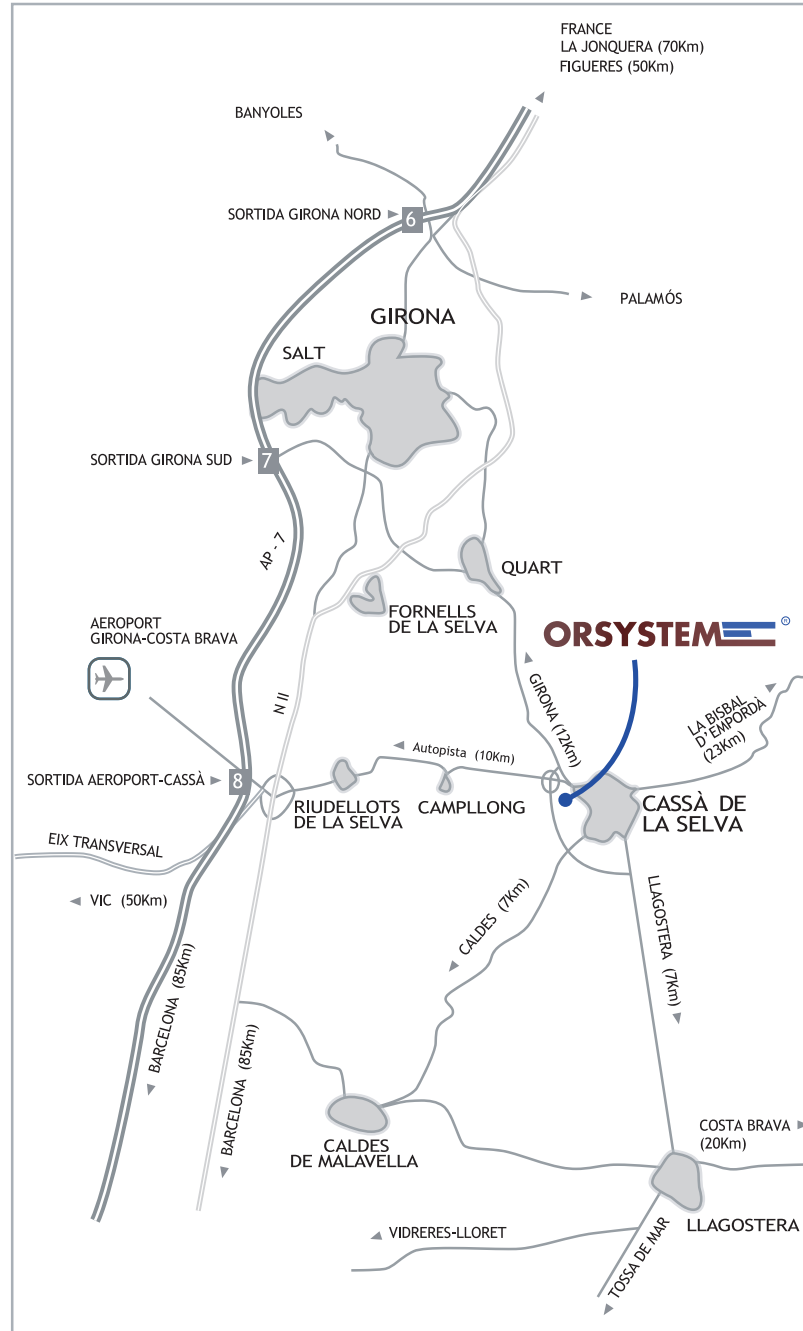 FRANCE
LA JONQUERA (70Km)
FIGUERES (50Km)
BANYOLES
SORTIDA GIRONA NORD
6
PALAMÓS
GIRONA
SALT
SORTIDA GIRONA SUD
7
AP - 7
QUART
FORNELLS
DE LA SELVA
AEROPORT
GIRONA-COSTA BRAVA
ORSYSTEM
®
N II
GIRONA (12Km)
LA BISBAL
D'EMPORDÀ
(23Km)
Autopista (10Km)
SORTIDA AEROPORT-CASSÀ
8
RIUDELLOTS
DE LA SELVA
CAMPLLONG
CASSÀ DE
LA SELVA
EIX TRANSVERSAL
VIC (50Km)
CALDES (7Km)
LLAGOSTERA (7Km)
BARCELONA (85Km)
BARCELONA (85Km)
COSTA BRAVA
(20Km)
CALDES
DE MALAVELLA
LLAGOSTERA
VIDRERES-LLORET
TOSSA DE MAR